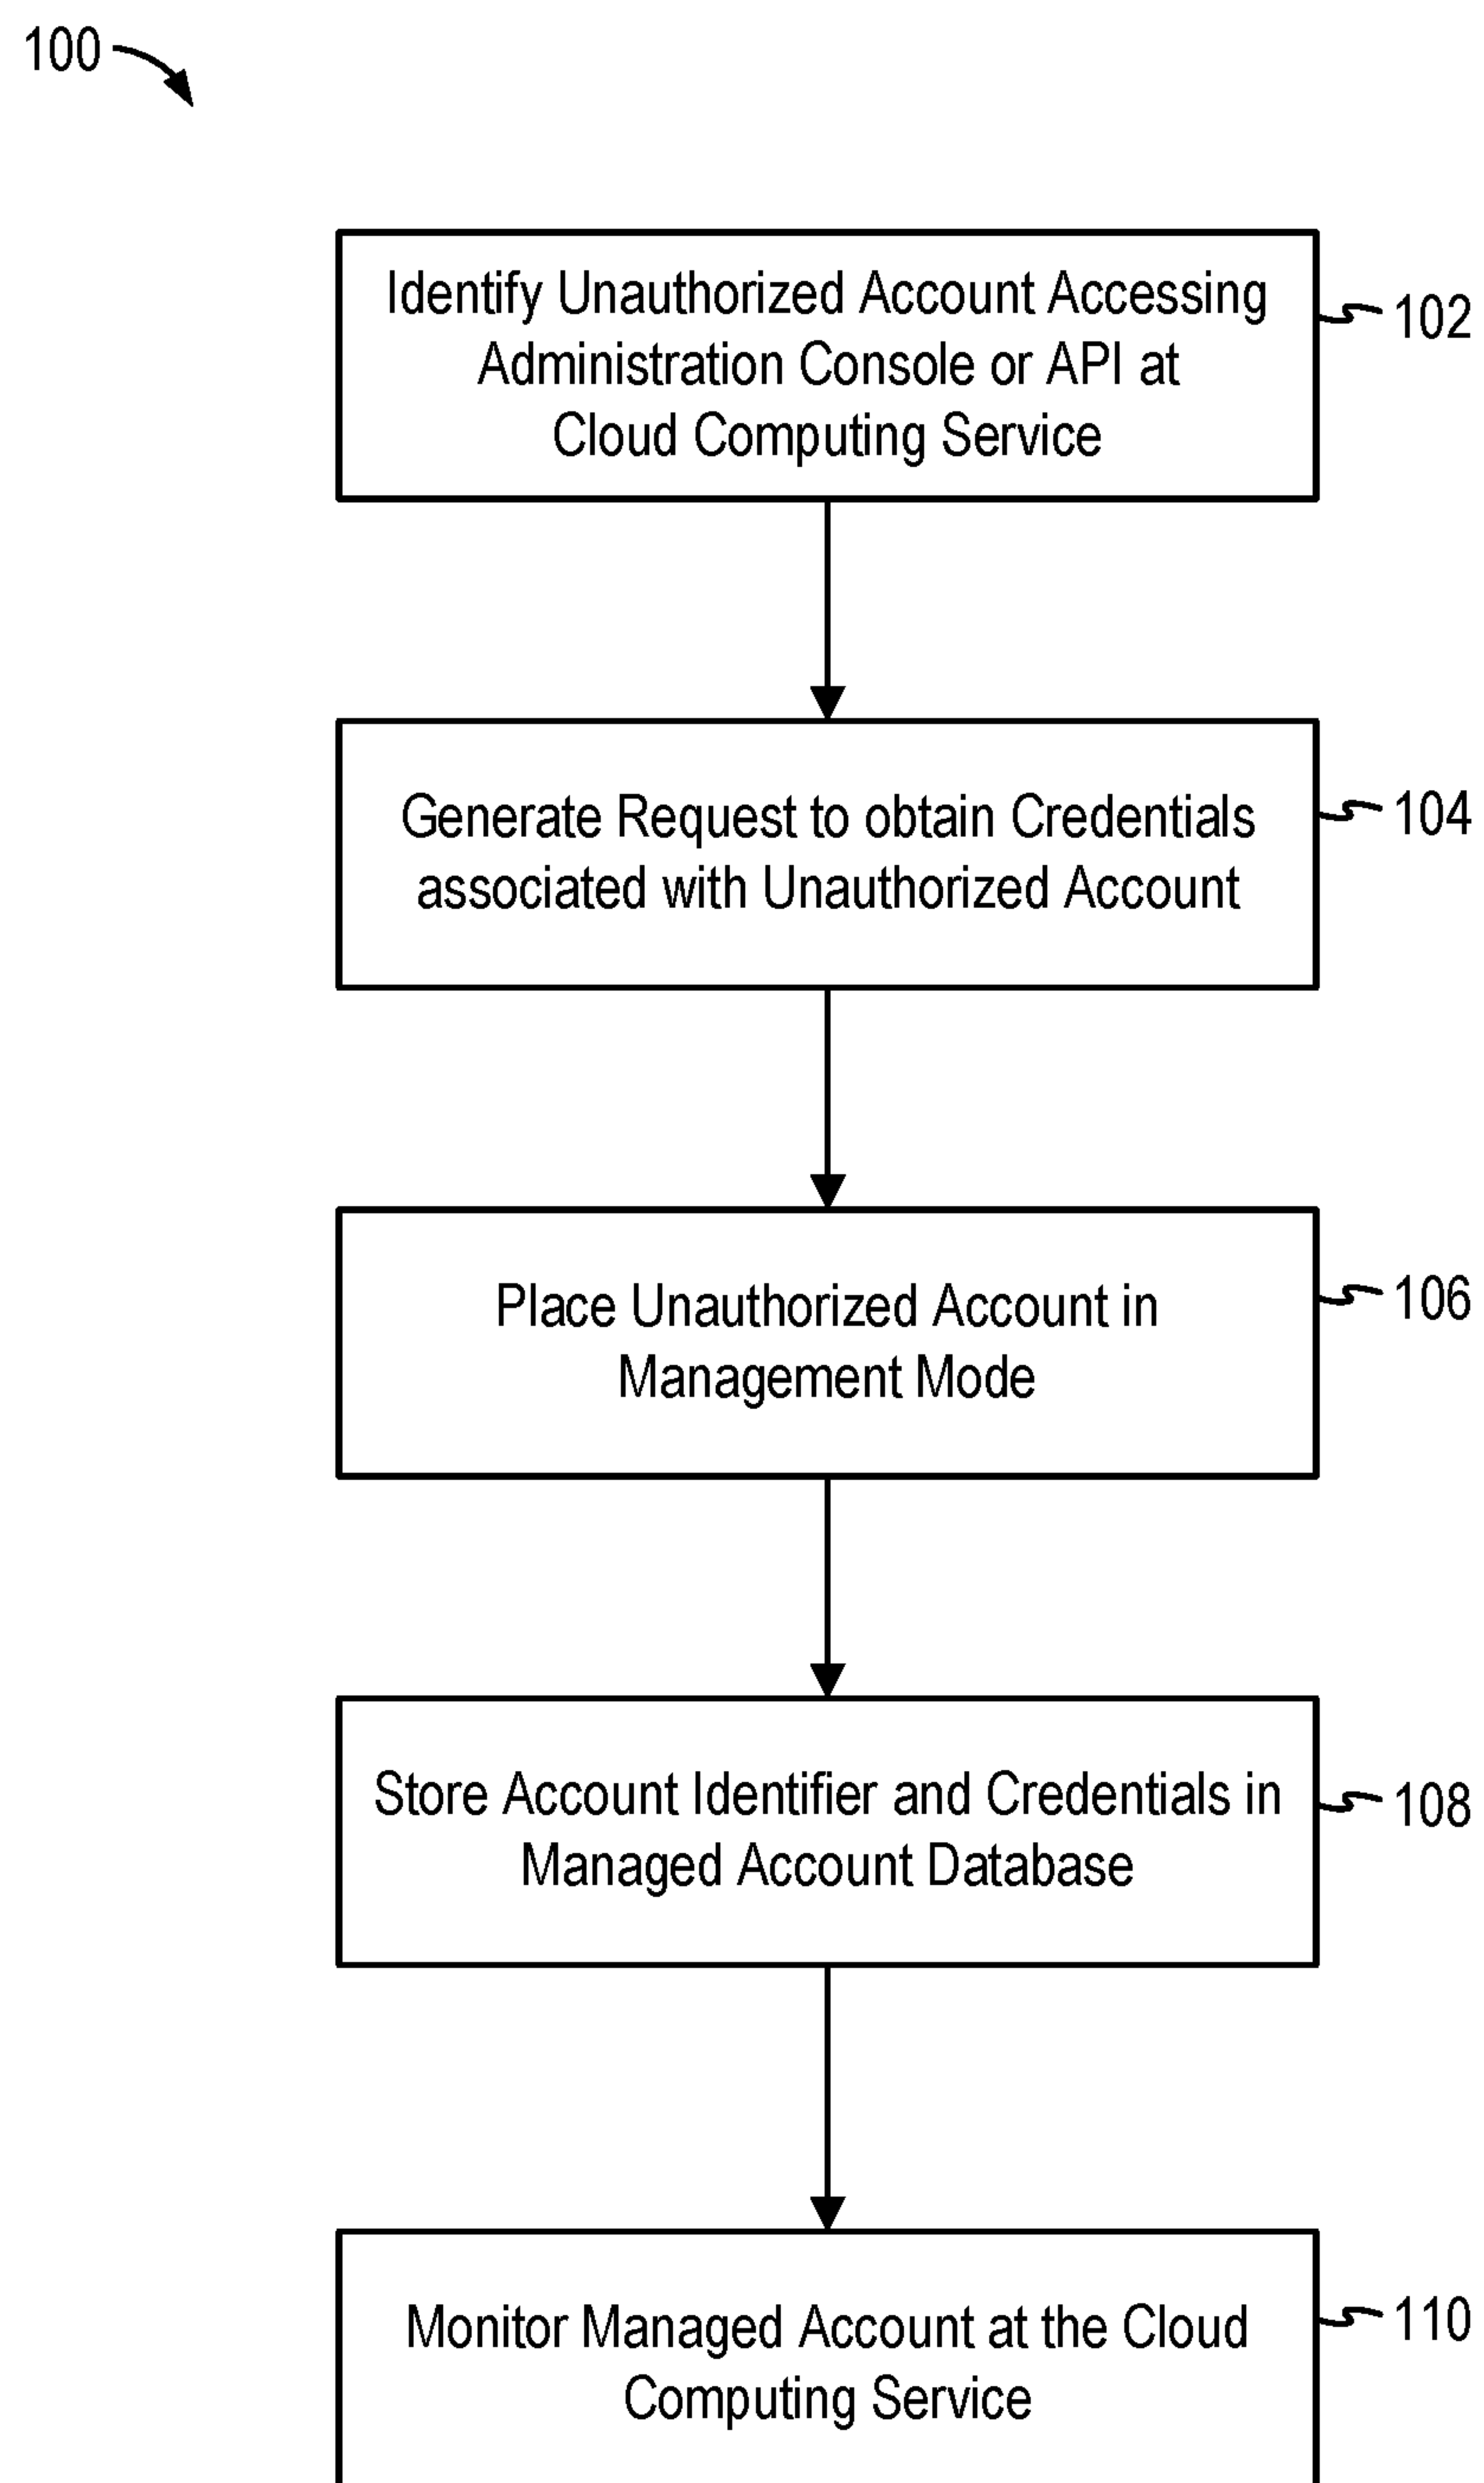 100
Identify Unauthorized Account Accessing
Administration Console or API at
Cloud Computing Service
102
Generate Request to obtain Credentials
associated with Unauthorized Account
104
Place Unauthorized Account in
Management Mode
106
Store Account Identifier and Credentials in
Managed Account Database
108
Monitor Managed Account at the Cloud
Computing Service
110